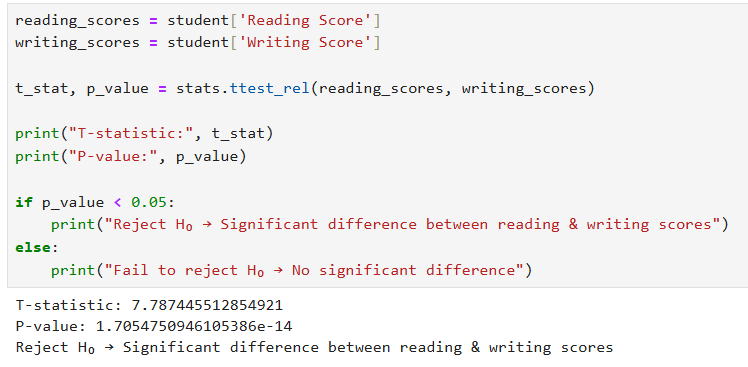 reading_scores = student['Reading Score']
writing_scores = student['Writing Score']
t_stat, p_value = stats.ttest_rel(reading_scores, writing_scores)
print("T-statistic:", t_stat)
print("P-value:", p_value)
if p_value < 0.05:
    print("Reject H₀ → Significant difference between reading & writing scores")
else:
    print("Fail to reject H₀ → No significant difference")
T-statistic: 7.787445512854921
P-value: 1.7054750946105386e-14
Reject H₀ → Significant difference between reading & writing scores